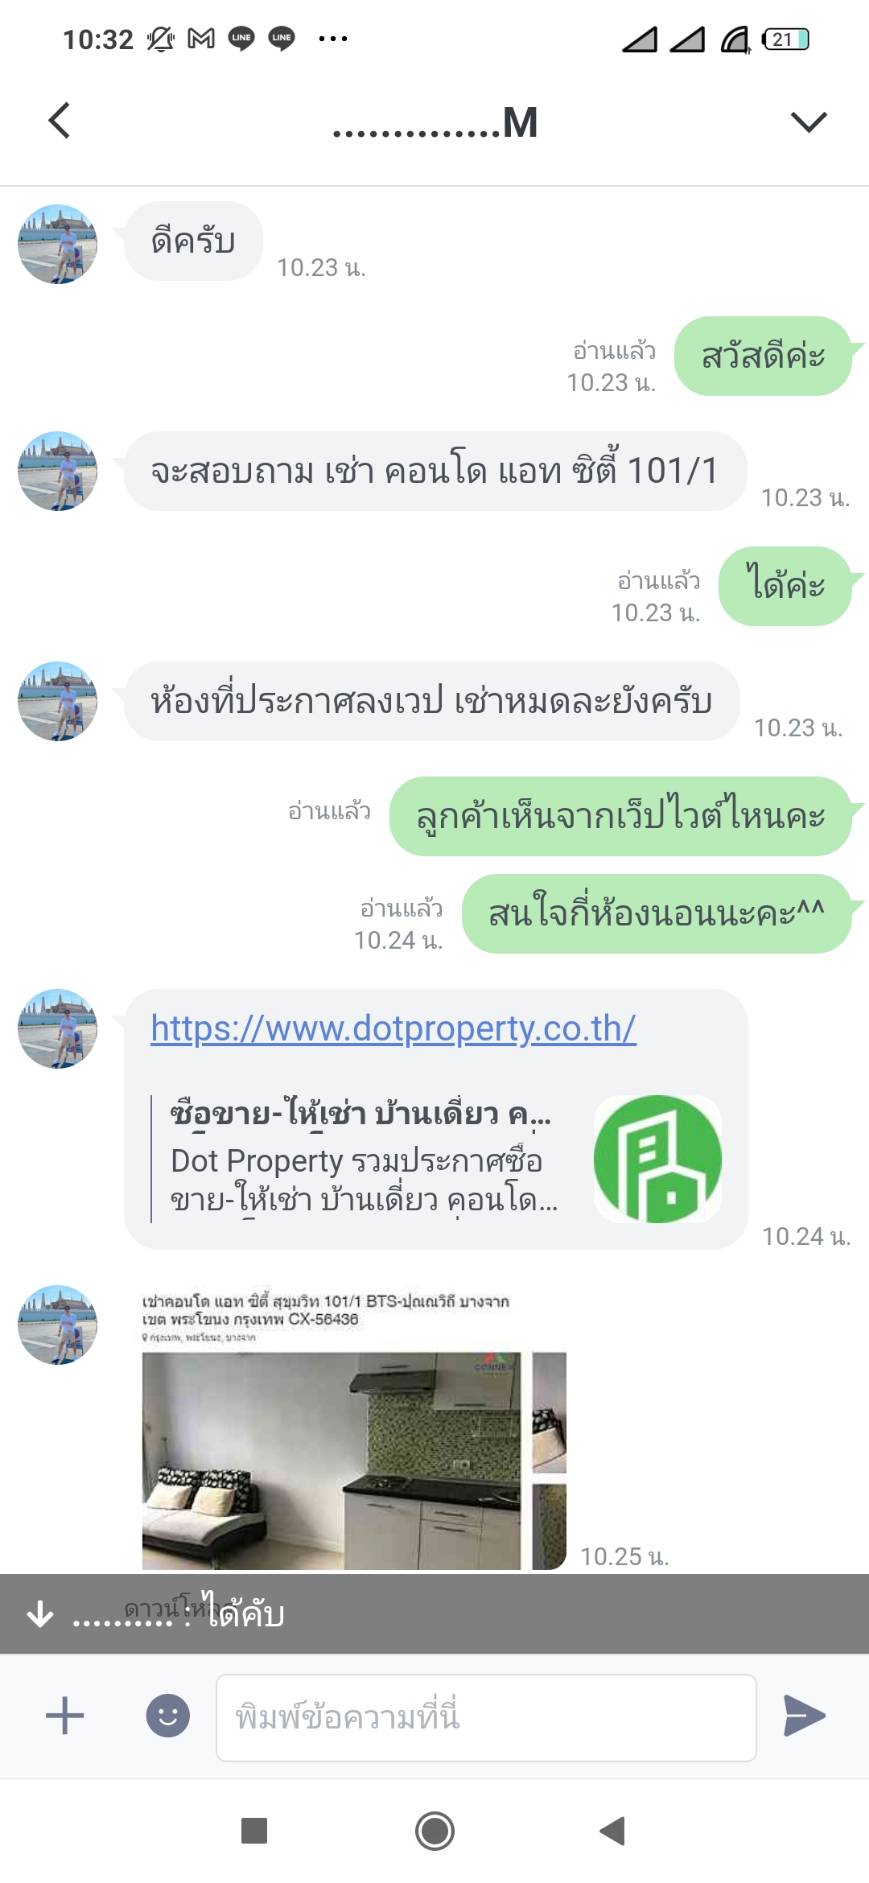 10:32
LINE
LINE
21
..............M
ดีครับ
10.23 น.
สวัสดีค่ะ
อ่านแล้ว
10.23 น.
จะสอบถาม เช่า คอนโด แอท ซิตี้ 101/1
10.23 น.
ได้ค่ะ
อ่านแล้ว
10.23 น.
ห้องที่ประกาศลงเวป เช่าหมดละยังครับ
10.23 น.
ลูกค้าเห็นจากเว็ปไวต์ไหนคะ
อ่านแล้ว
สนใจกี่ห้องนอนนะคะ^^
อ่านแล้ว
10.24 น.
https://www.dotproperty.co.th/
ซื้อขาย-ให้เช่า บ้านเดี่ยว ค...
Dot Property รวมประกาศซื้อ
ขาย-ให้เช่า บ้านเดี่ยว คอนโด...
10.24 น.
เช่าคอนโด แอท ซิตี้ สุขุมวิท 101/1 BTS-ปุณณวิถี บางจาก
เขต พระโขนง กรุงเทพ CX-56436
กรุงเทพ, พระโขนง, บางจาก
CONNEX
10.25 น.
.......... : ได้คับ
พิมพ์ข้อความที่นี่